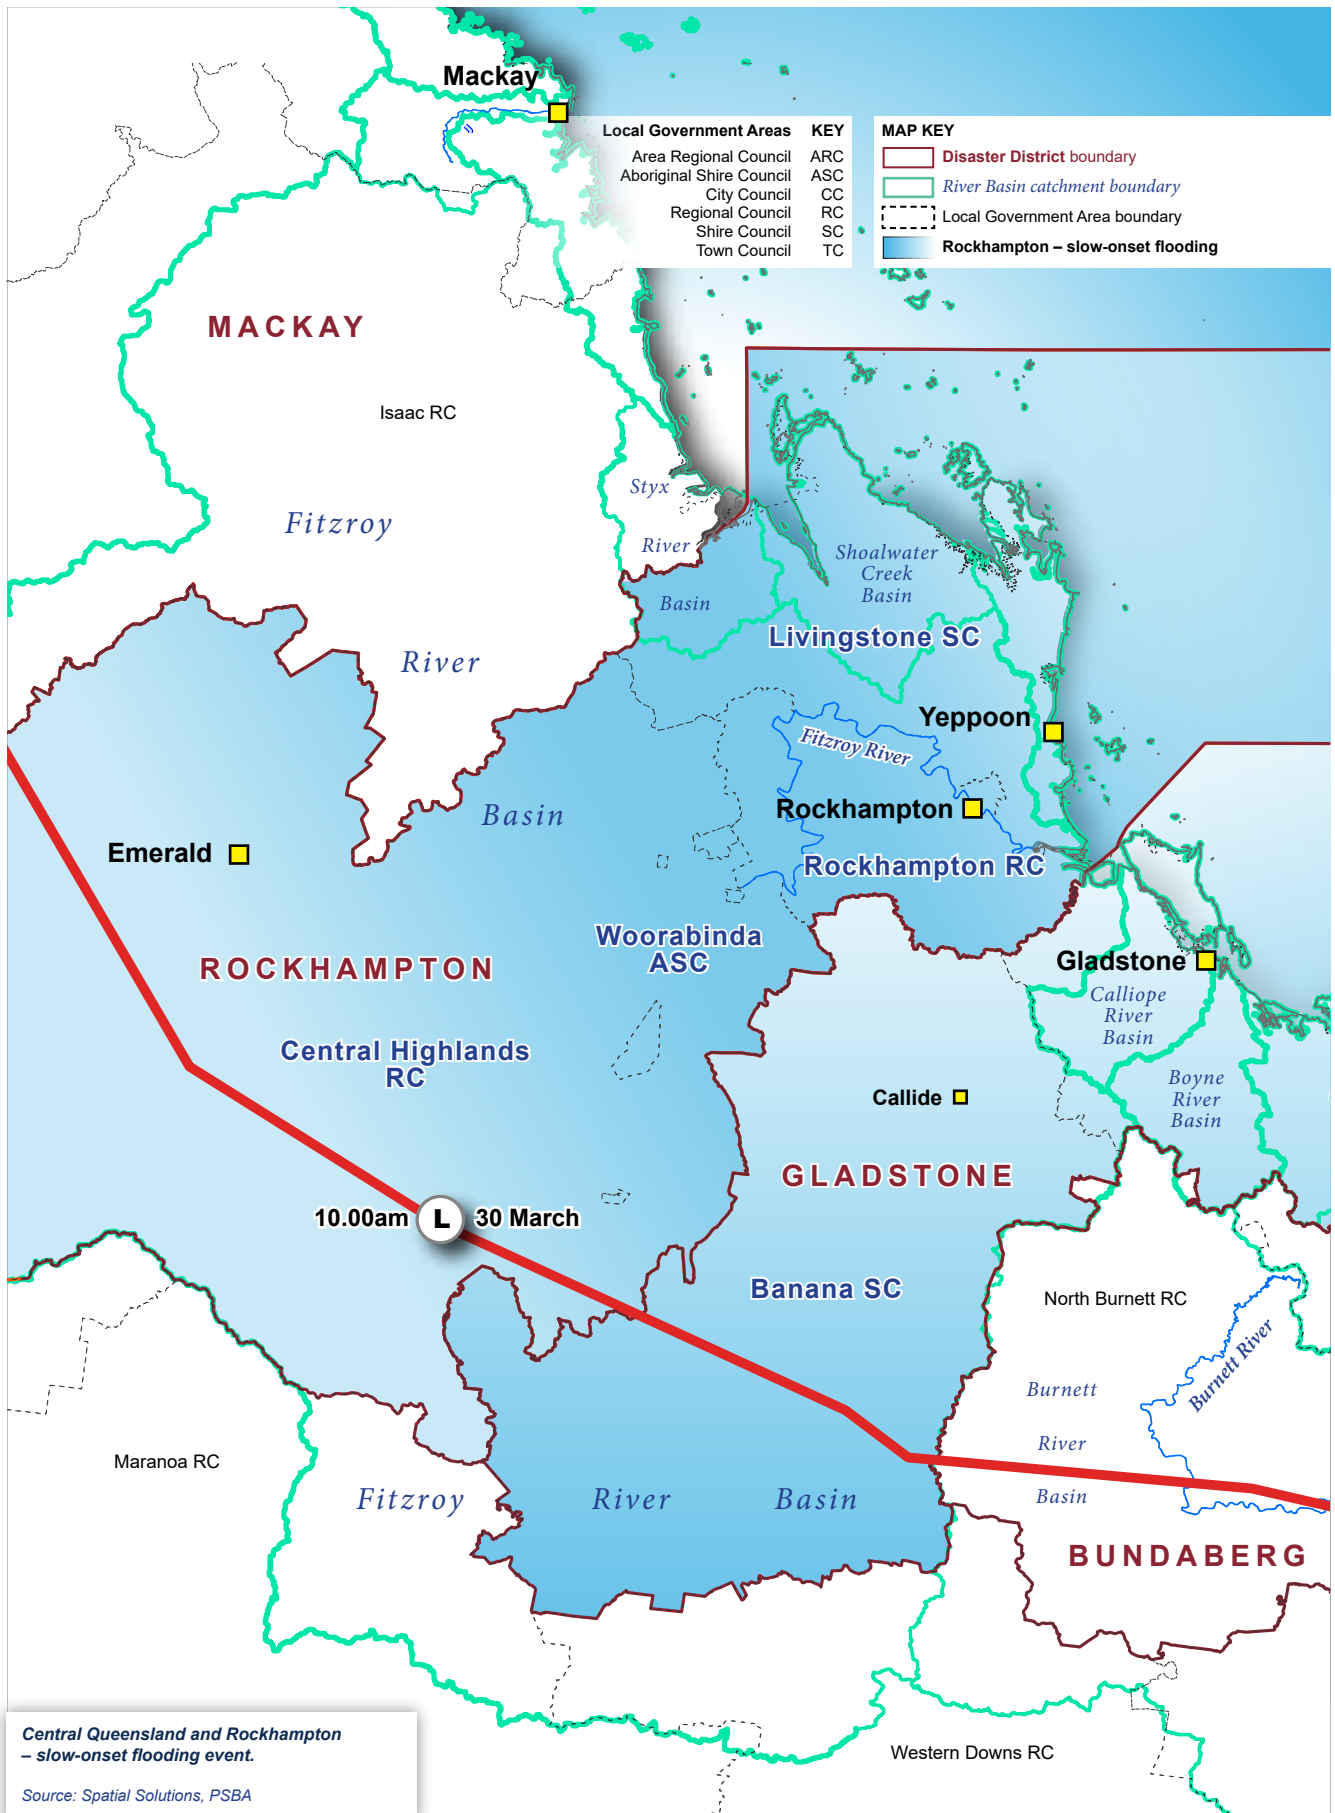 Mackay
Local Government Areas KEY
Area Regional Council ARC
Aboriginal Shire Council ASC
City Council CC
Regional Council RC
Shire Council SC
Town Council TC
MAP KEY
Disaster District boundary
River Basin catchment boundary
Local Government Area boundary
Rockhampton – slow-onset flooding
MACKAY
Isaac RC
Styx
River
Basin
Fitzroy
River
Basin
Shoalwater
Creek
Basin
Livingstone SC
Yeppoon
Fitzroy River
Rockhampton
Rockhampton RC
Emerald
Woorabinda
ASC
ROCKHAMPTON
Gladstone
Calliope
River
Basin
Central Highlands
RC
Boyne
River
Basin
Callide
GLADSTONE
10.00am L 30 March
Banana SC
North Burnett RC
Burnett River
Burnett
River
Basin
Maranoa RC
Fitzroy River Basin
BUNDABERG
Western Downs RC
Central Queensland and Rockhampton
– slow-onset flooding event.
Source: Spatial Solutions, PSBA